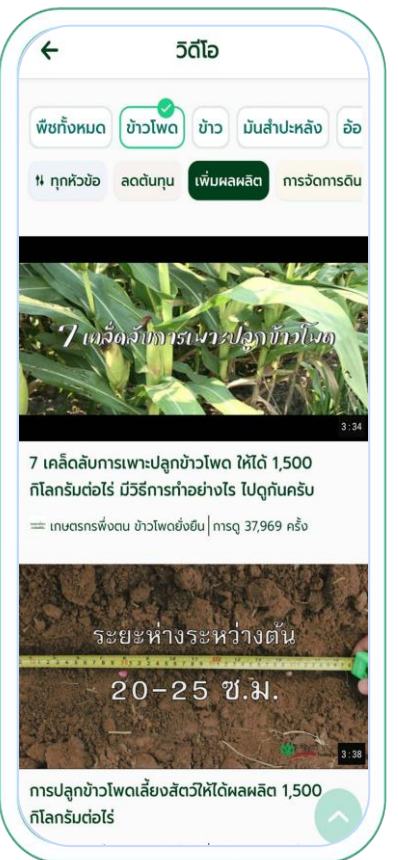 วิดีโอ
พืชทั้งหมด ข้าวโพด ข้าว มันสำปะหลัง อ้อ
ทุกหัวข้อ ลดต้นทุน เพิ่มผลผลิต การจัดการดิน
7 เคล็ดลับการเพาะปลูกข้าวโพด
3:34
7 เคล็ดลับการเพาะปลูกข้าวโพด ให้ได้ 1,500
กิโลกรัมต่อไร่ มีวิธีการทำอย่างไร ไปดูกันครับ
เกษตรกรพึ่งตน ข้าวโพดยั่งยืน | การดู 37,969 ครั้ง
ระยะห่างระหว่างต้น
20-25 ซ.ม.
3:38
การปลูกข้าวโพดเลี้ยงสัตว์ให้ได้ผลผลิต 1,500
กิโลกรัมต่อไร่